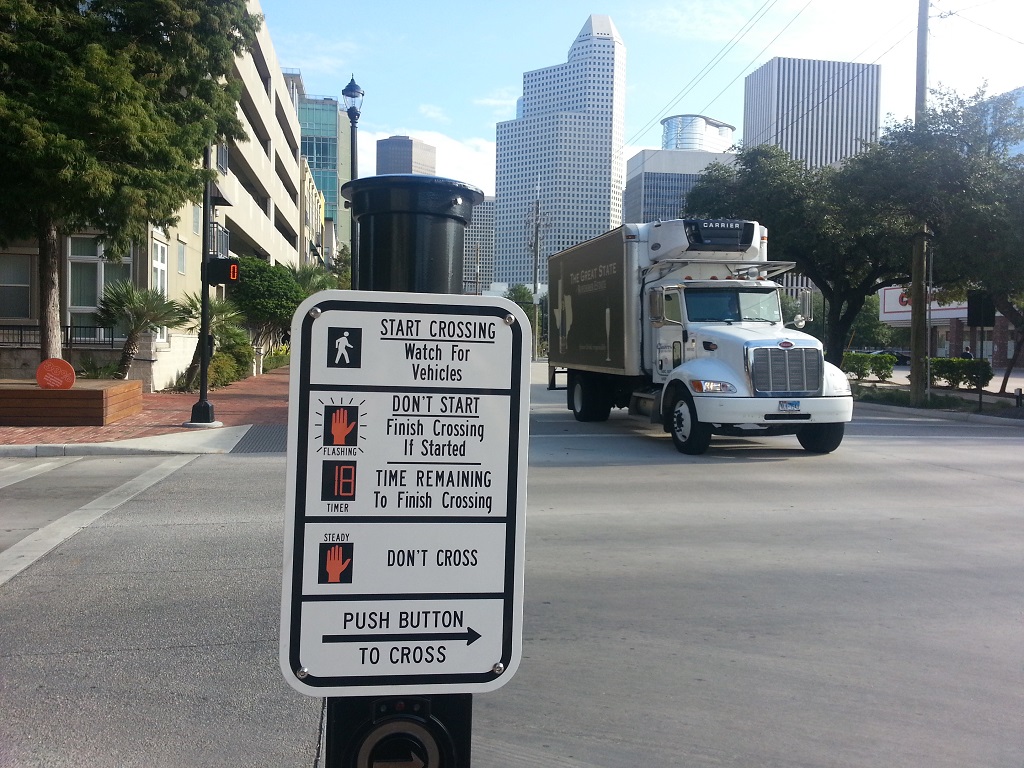 START CROSSING
Watch For
Vehicles
DON'T START
Finish Crossing
If Started
FLASHING
18
TIME REMAINING
To Finish Crossing
TIMER
STEADY
DON'T CROSS
PUSH BUTTON
TO CROSS
CARRIER
THE GREAT STATE
0